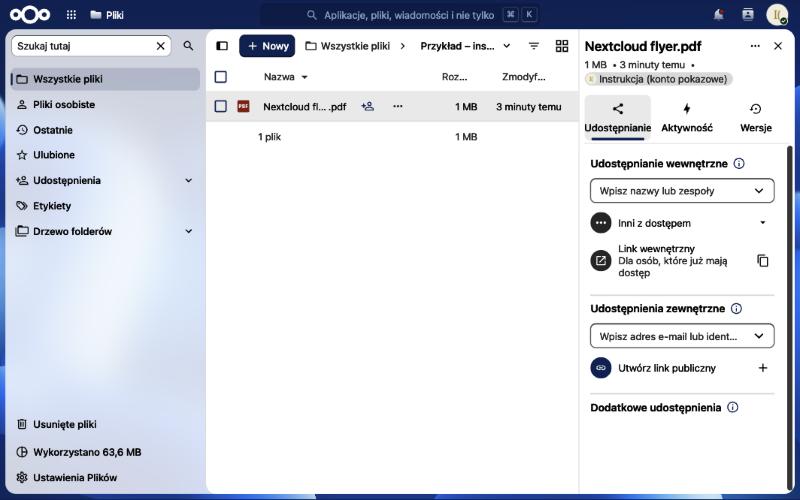 Pliki
Aplikacje, pliki, wiadomości i nie tylko
⌘ K
Szukaj tutaj
Wszystkie pliki
Pliki osobiste
Ostatnie
Ulubione
Udostępnienia
Etykiety
Drzewo folderów
Usunięte pliki
Wykorzystano 63,6 MB
Ustawienia Plików
+ Nowy
Wszystkie pliki
Przykład – ins...
Nazwa
Roz...
Zmodyf...
PDF
Nextcloud fl... .pdf
1 MB
3 minuty temu
1 plik
1 MB
Nextcloud flyer.pdf
1 MB • 3 minuty temu •
Instrukcja (konto pokazowe)
Udostępnianie
Aktywność
Wersje
Udostępnianie wewnętrzne
Wpisz nazwy lub zespoły
Inni z dostępem
Link wewnętrzny
Dla osób, które już mają
dostęp
Udostępnienia zewnętrzne
Wpisz adres e-mail lub ident...
Utwórz link publiczny
Dodatkowe udostępnienia